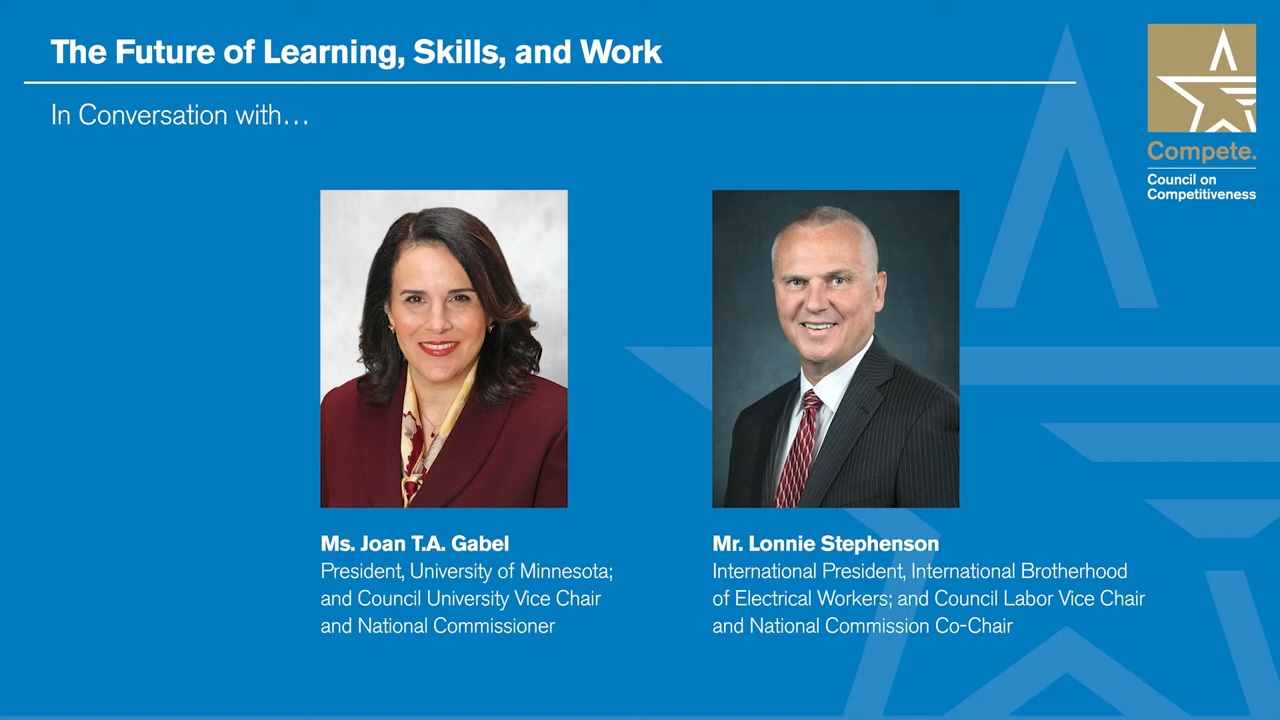 The Future of Learning, Skills, and Work
In Conversation with…
Compete.
Council on
Competitiveness
Ms. Joan T.A. Gabel
President, University of Minnesota;
and Council University Vice Chair
and National Commissioner
Mr. Lonnie Stephenson
International President, International Brotherhood
of Electrical Workers; and Council Labor Vice Chair
and National Commission Co-Chair